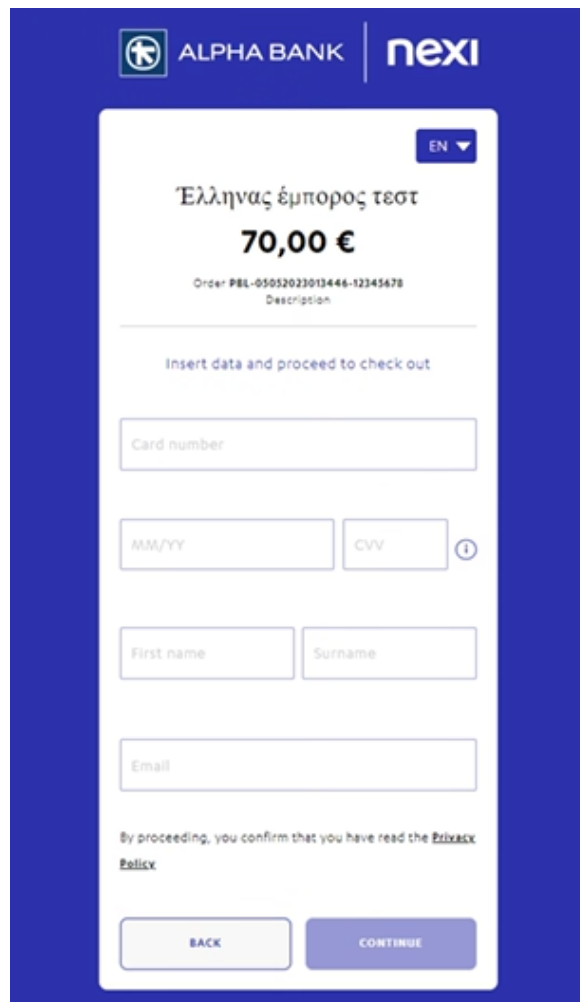 ALPHA BANK nexi
EN
Έλληνας έμπορος τεστ
70,00 €
Order PBL-05052023013446-12345678
Description
Insert data and proceed to check out
Card number
MM/YY CVV
First name Surname
Email
By proceeding, you confirm that you have read the Privacy
Policy
BACK CONTINUE